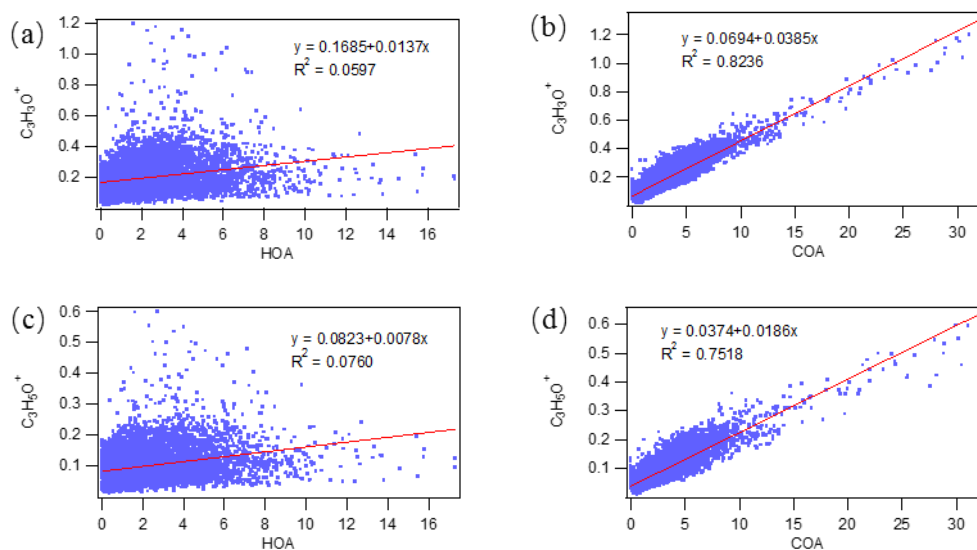 (a)
y = 0.1685+0.0137x
R² = 0.0597
C₃H₃O⁺
1.2
1.0
0.8
0.6
0.4
0.2
0 2 4 6 8 10 12 14 16
HOA
(b)
y = 0.0694+0.0385x
R² = 0.8236
C₃H₃O⁺
1.2
1.0
0.8
0.6
0.4
0.2
0 5 10 15 20 25 30
COA
(c)
y = 0.0823+0.0078x
R² = 0.0760
C₃H₅O⁺
0.6
0.5
0.4
0.3
0.2
0.1
0 2 4 6 8 10 12 14 16
HOA
(d)
y = 0.0374+0.0186x
R² = 0.7518
C₃H₅O⁺
0.6
0.5
0.4
0.3
0.2
0.1
0 5 10 15 20 25 30
COA